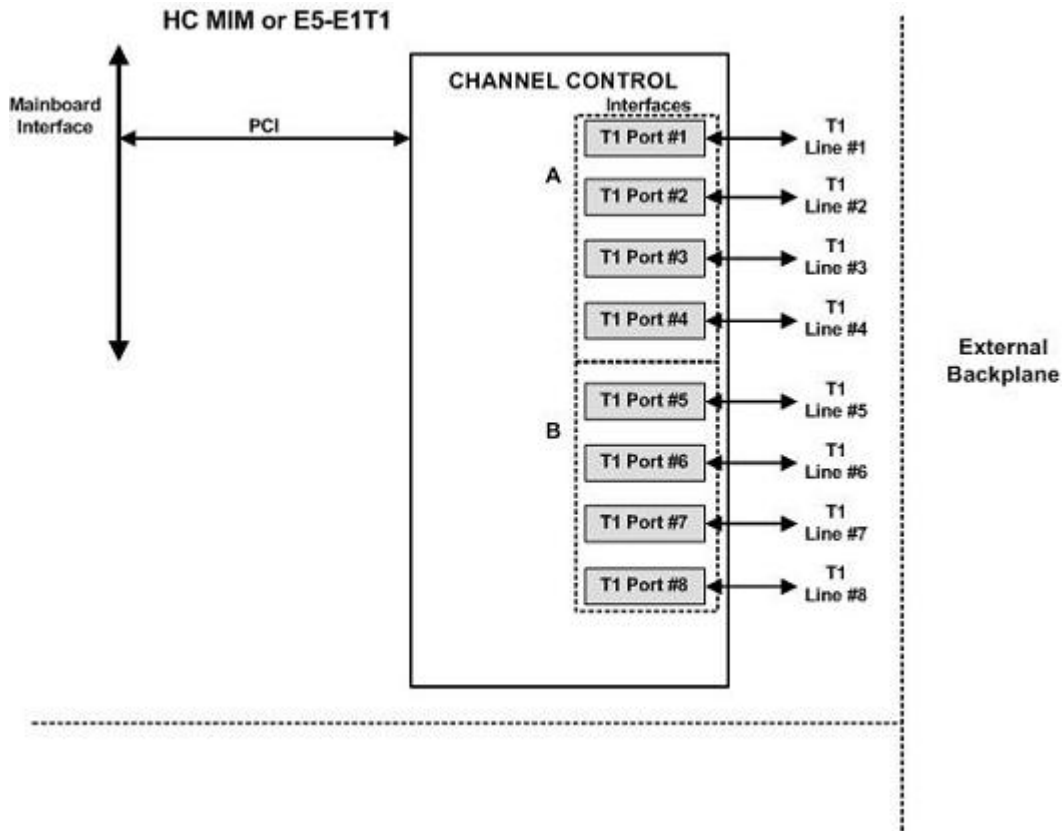 HC MIM or E5-E1T1
Mainboard
Interface
PCI
CHANNEL CONTROL
Interfaces
A
T1 Port #1
T1
Line #1
T1 Port #2
T1
Line #2
T1 Port #3
T1
Line #3
T1 Port #4
T1
Line #4
B
T1 Port #5
T1
Line #5
T1 Port #6
T1
Line #6
T1 Port #7
T1
Line #7
T1 Port #8
T1
Line #8
External
Backplane